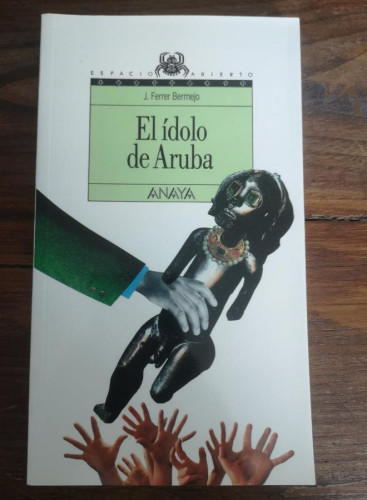 ESPACIO ABIERTO
J. Ferrer Bermejo
El ídolo
de Aruba
ANAYA